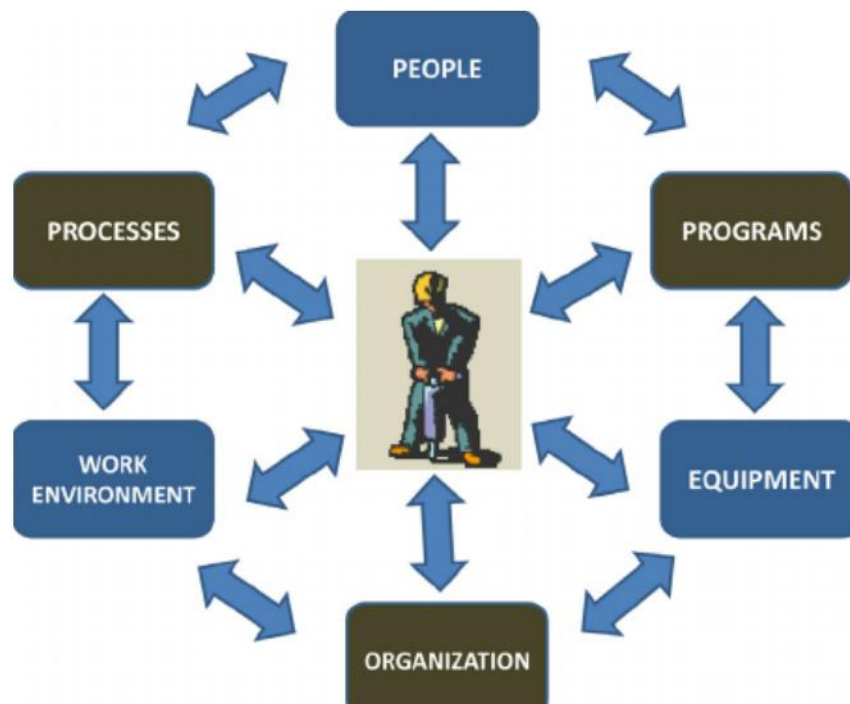 PEOPLE
PROCESSES
PROGRAMS
WORK
ENVIRONMENT
EQUIPMENT
ORGANIZATION